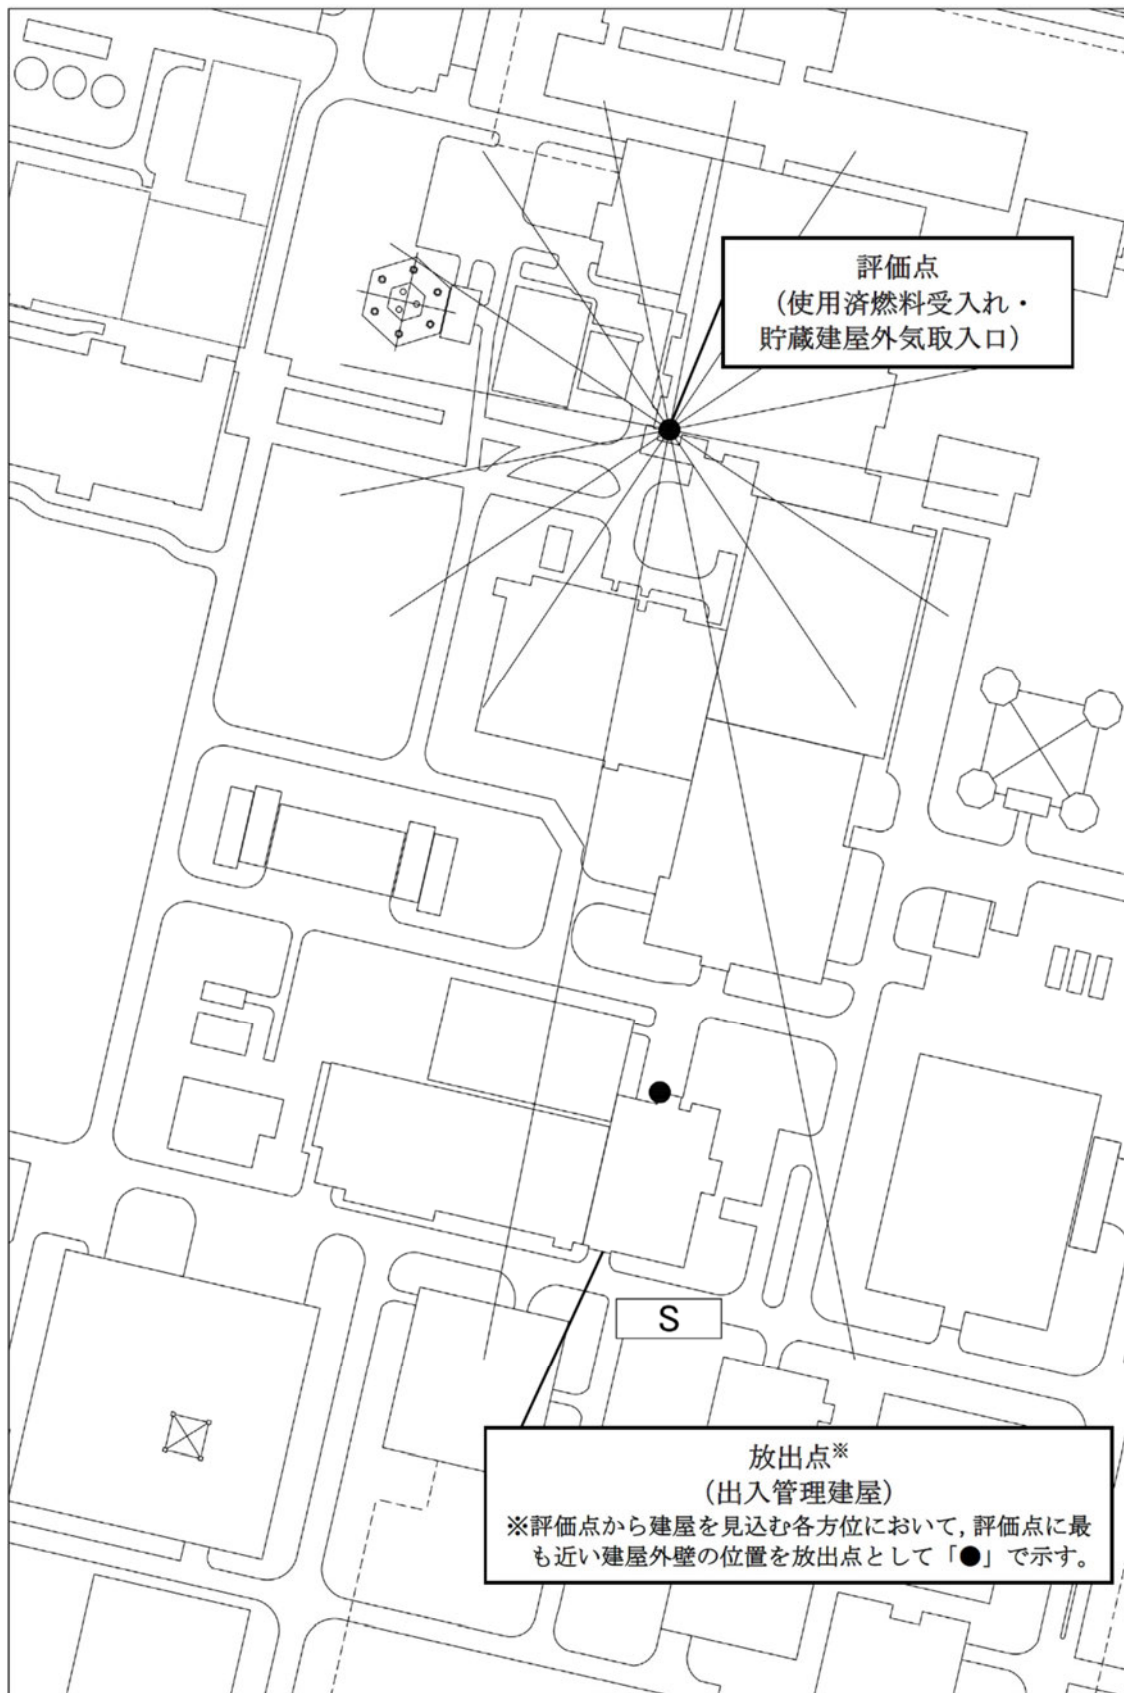 評価点
（使用済燃料受入れ・
貯蔵建屋外気取入口）
S
放出点※
（出入管理建屋）
※評価点から建屋を見込む各方位において, 評価点に最
も近い建屋外壁の位置を放出点として「●」で示す。